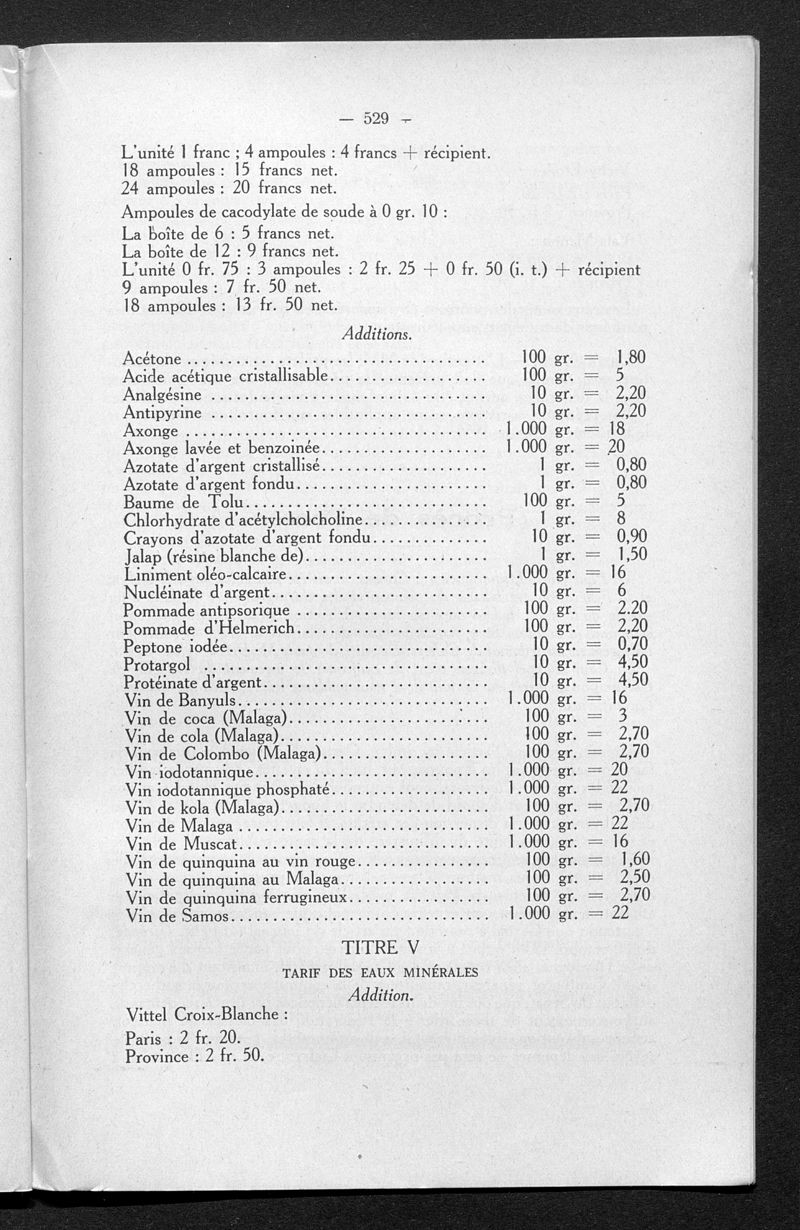 — 529 —
L'unité 1 franc ; 4 ampoules : 4 francs + récipient.
18 ampoules : 15 francs net.
24 ampoules : 20 francs net.
Ampoules de cacodylate de soude à 0 gr. 10 :
La boîte de 6 : 5 francs net.
La boîte de 12 : 9 francs net.
L'unité 0 fr. 75 : 3 ampoules : 2 fr. 25 + 0 fr. 50 (i. t.) + récipient
9 ampoules : 7 fr. 50 net.
18 ampoules : 13 fr. 50 net.
Additions.
Acétone .................................... 100 gr. = 1,80
Acide acétique cristallisable.................... 100 gr. = 5
Analgésine .................................. 10 gr. = 2,20
Antipyrine .................................. 10 gr. = 2,20
Axonge ..................................... 1.000 gr. = 18
Axonge lavée et benzoinée..................... 1.000 gr. = 20
Azotate d'argent cristallisé..................... 1 gr. = 0,80
Azotate d'argent fondu........................ 1 gr. = 0,80
Baume de Tolu.............................. 100 gr. = 5
Chlorhydrate d'acétylcholcholine............... 1 gr. = 8
Crayons d'azotate d'argent fondu.............. 10 gr. = 0,90
Jalap (résine blanche de)....................... 1 gr. = 1,50
Liniment oléo-calcaire......................... 1.000 gr. = 16
Nucléinate d'argent........................... 10 gr. = 6
Pommade antipsorique ........................ 100 gr. = 2.20
Pommade d'Helmerich........................ 100 gr. = 2,20
Peptone iodée................................ 10 gr. = 0,70
Protargol ................................... 10 gr. = 4,50
Protéinate d'argent............................ 10 gr. = 4,50
Vin de Banyuls............................... 1.000 gr. = 16
Vin de coca (Malaga)......................... 100 gr. = 3
Vin de cola (Malaga).......................... 100 gr. = 2,70
Vin de Colombo (Malaga).................... 100 gr. = 2,70
Vin iodotannique............................. 1.000 gr. = 20
Vin iodotannique phosphaté................... 1.000 gr. = 22
Vin de kola (Malaga).......................... 100 gr. = 2,70
Vin de Malaga ............................... 1.000 gr. = 22
Vin de Muscat............................... 1.000 gr. = 16
Vin de quinquina au vin rouge................ 100 gr. = 1,60
Vin de quinquina au Malaga.................. 100 gr. = 2,50
Vin de quinquina ferrugineux................. 100 gr. = 2,70
Vin de Samos................................ 1.000 gr. = 22
TITRE V
TARIF DES EAUX MINÉRALES
Addition.
Vittel Croix-Blanche :
Paris : 2 fr. 20.
Province : 2 fr. 50.